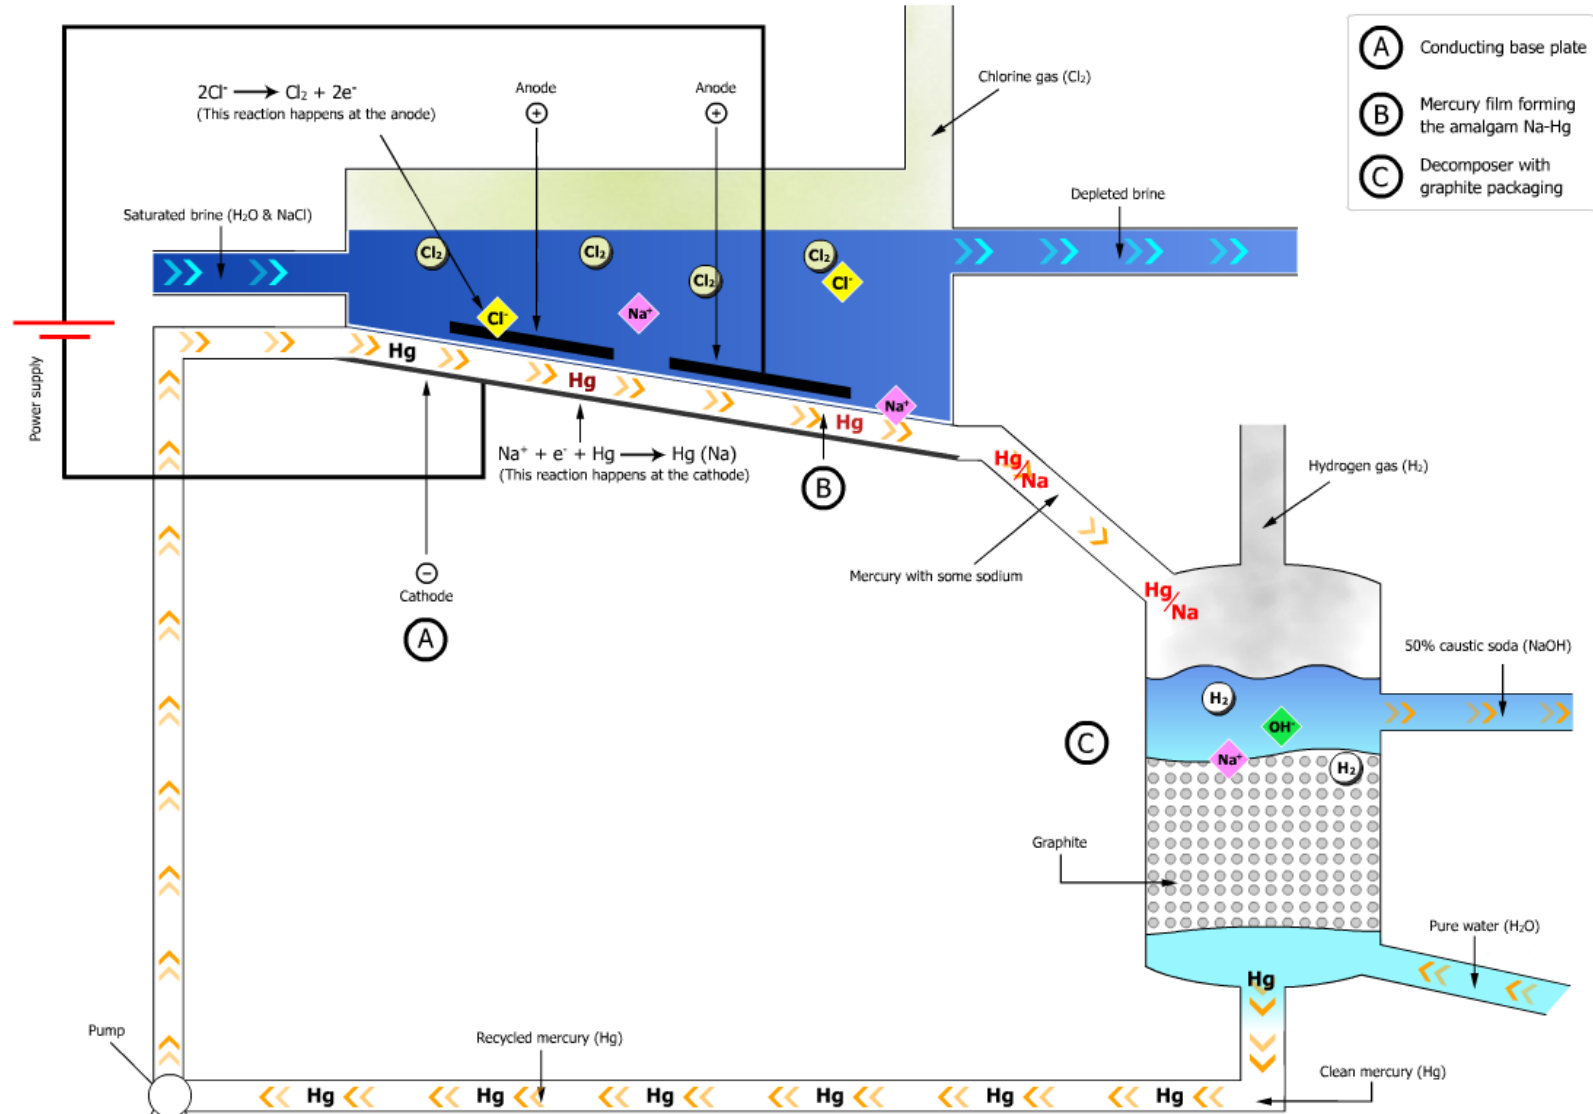 A Conducting base plate
B Mercury film forming
the amalgam Na-Hg
C Decomposer with
graphite packaging
Chlorine gas (Cl₂)
2Cl⁻ ⟶ Cl₂ + 2e⁻
(This reaction happens at the anode)
Anode
+
Anode
+
Saturated brine (H₂O & NaCl)
Depleted brine
Cl₂
Cl₂
Cl₂
Cl₂
Cl⁻
Cl⁻
Na⁺
Na⁺
Power supply
Hg
Hg
Hg
Na⁺ + e⁻ + Hg ⟶ Hg (Na)
(This reaction happens at the cathode)
B
Hg/Na
Mercury with some sodium
−
Cathode
A
Hydrogen gas (H₂)
Hg/Na
50% caustic soda (NaOH)
H₂
OH⁻
Na⁺
H₂
C
Graphite
Pure water (H₂O)
Hg
Pump
Recycled mercury (Hg)
Clean mercury (Hg)
Hg Hg Hg Hg Hg Hg